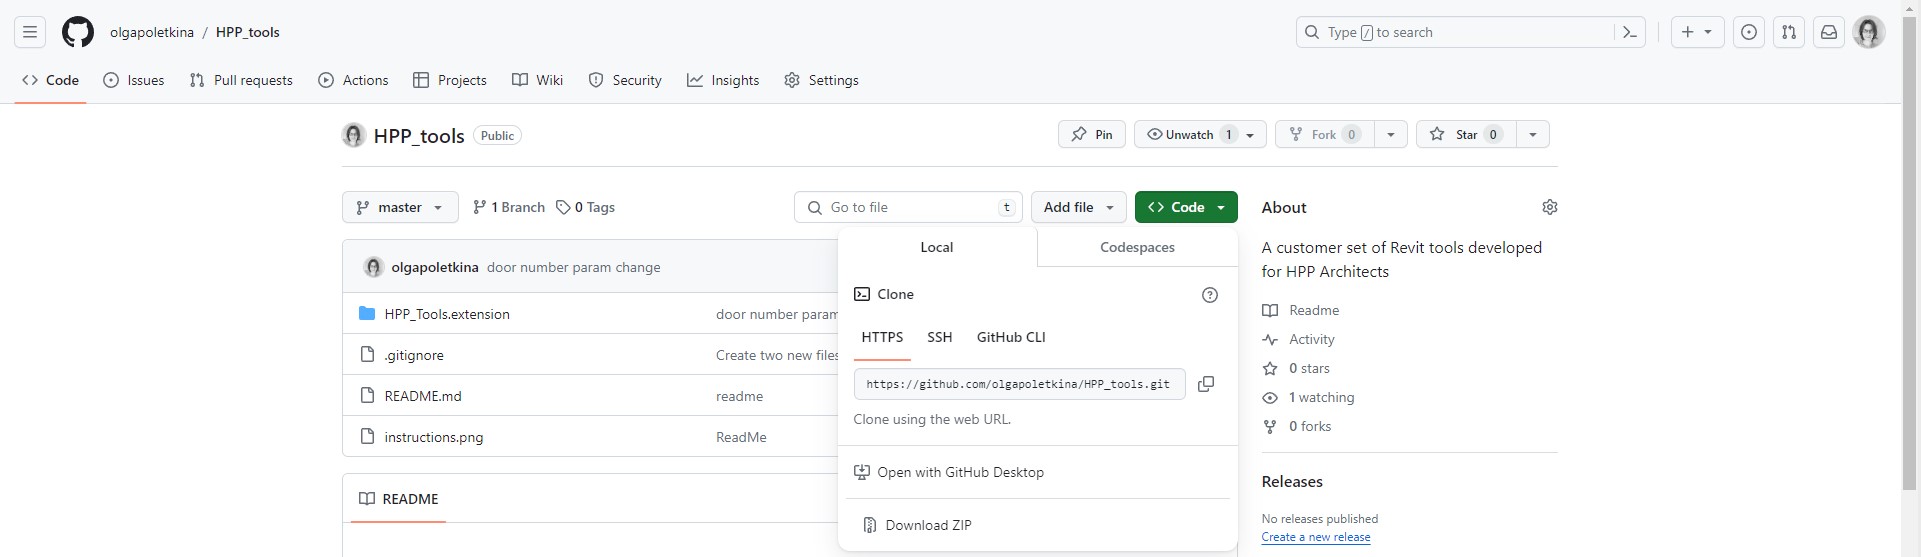 olgapoletkina / HPP_tools
Type / to search
Code Issues Pull requests Actions Projects Wiki Security Insights Settings
HPP_tools Public
Pin Unwatch 1 Fork 0 Star 0
master 1 Branch 0 Tags
Go to file t Add file Code
olgapoletkina door number param change
HPP_Tools.extension door number param
.gitignore Create two new files
README.md readme
instructions.png ReadMe
README
Local Codespaces
Clone
HTTPS SSH GitHub CLI
https://github.com/olgapoletkina/HPP_tools.git
Clone using the web URL.
Open with GitHub Desktop
Download ZIP
About
A customer set of Revit tools developed
for HPP Architects
Readme
Activity
0 stars
1 watching
0 forks
Releases
No releases published
Create a new release